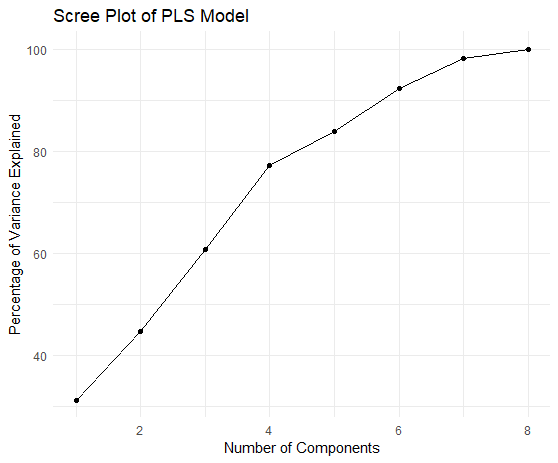 Scree Plot of PLS Model
Percentage of Variance Explained
100
80
60
40
2 4 6 8
Number of Components